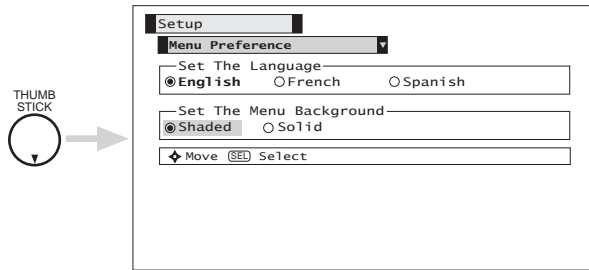 Setup
Menu Preference
Set The Language
English French Spanish
THUMB
STICK
Set The Menu Background
Shaded Solid
Move SEL Select